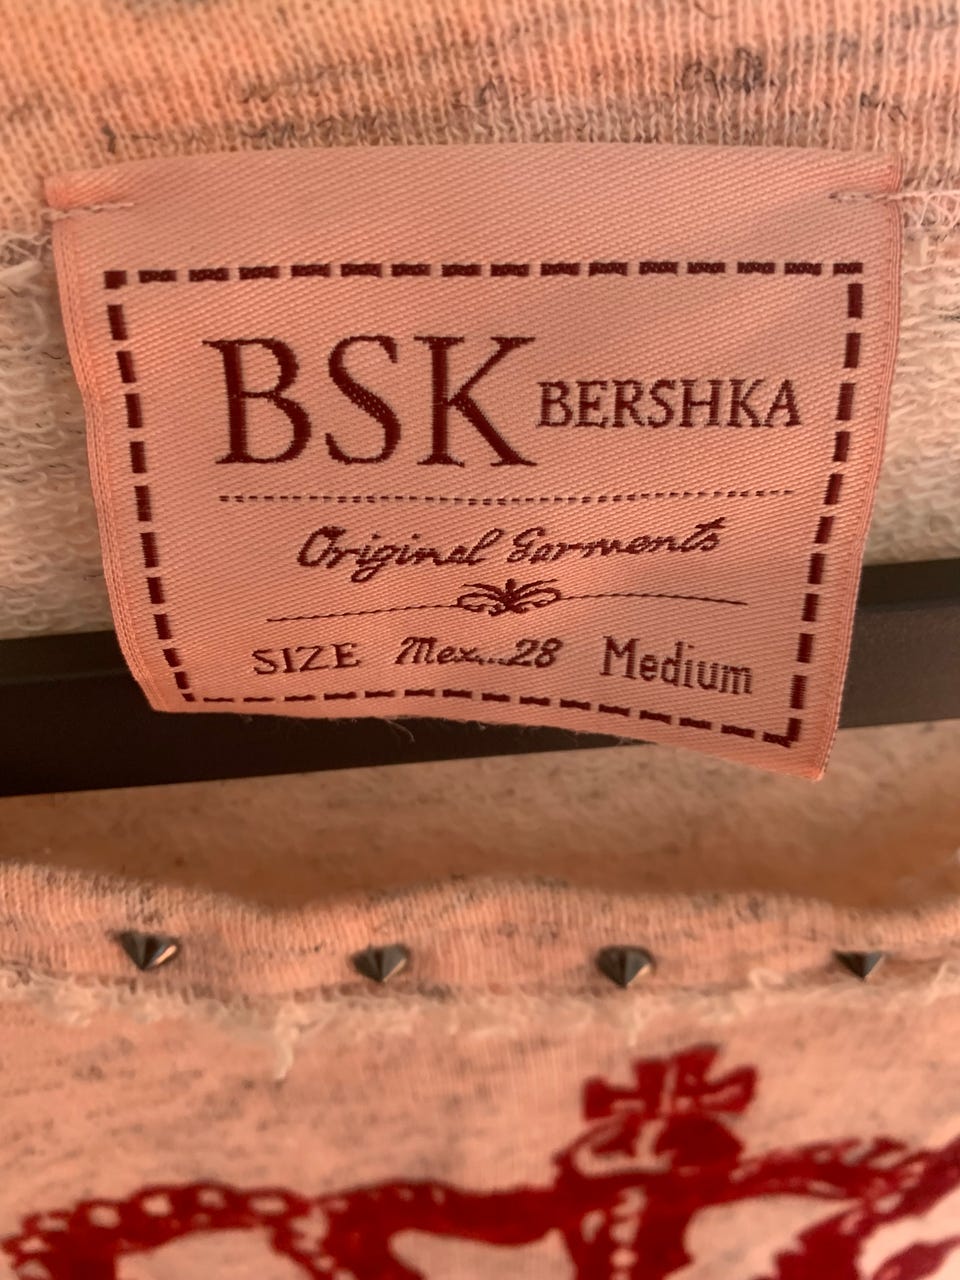 BSK BERSHKA
Original Garments
SIZE Mex...28 Medium